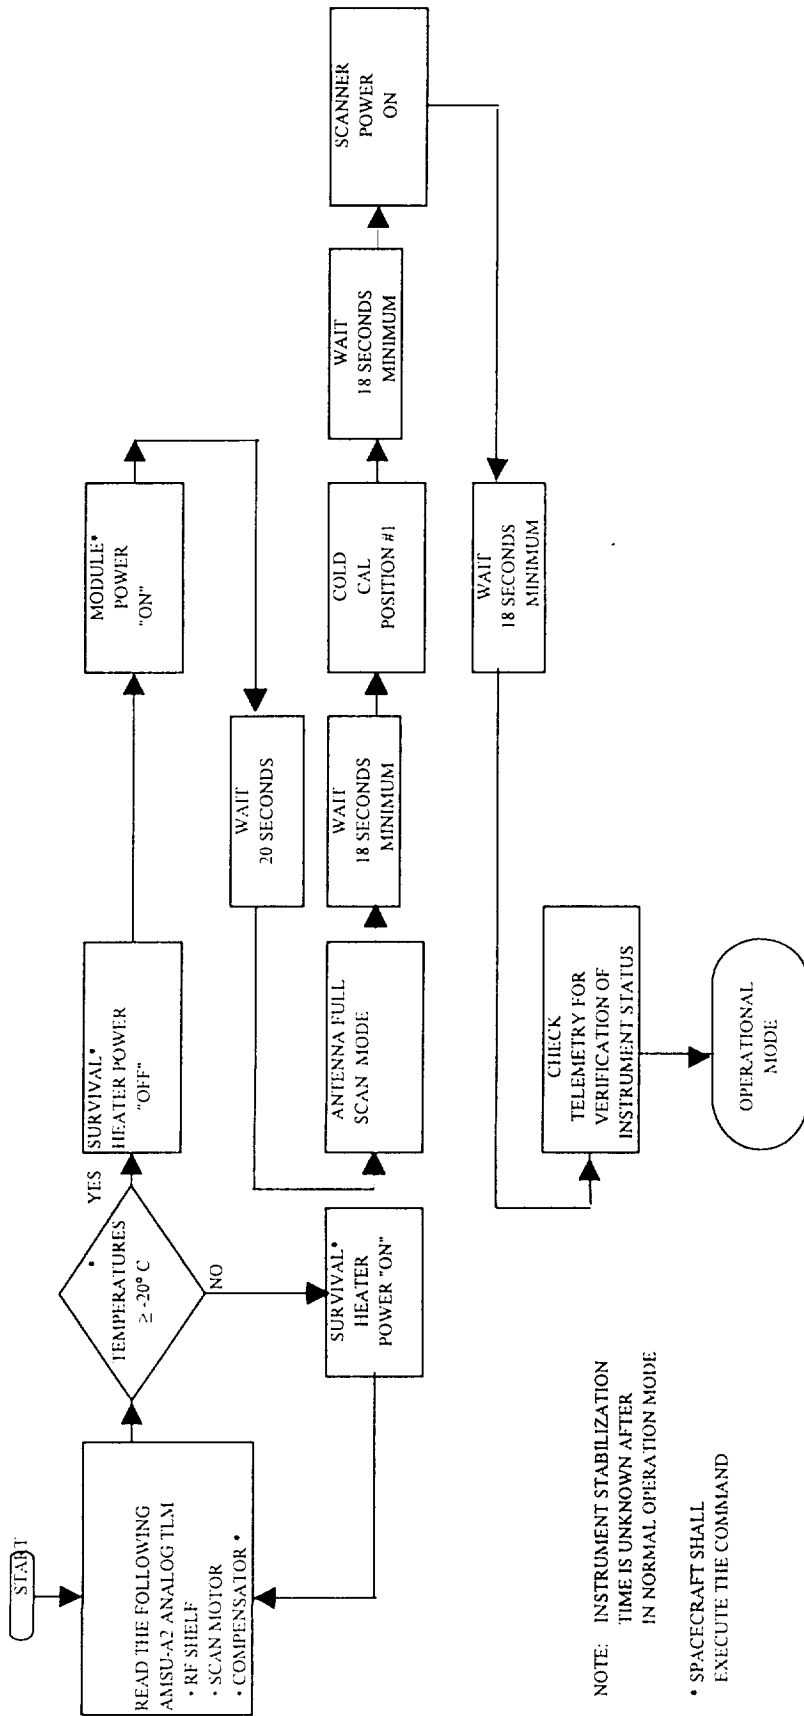 START
READ THE FOLLOWING
AMSU-A2 ANALOG TLM
• RF SHELF
• SCAN MOTOR
• COMPENSATOR *
*
TEMPERATURES
≥ -20° C
YES
NO
SURVIVAL*
HEATER
POWER "ON"
SURVIVAL*
HEATER POWER
"OFF"
MODULE*
POWER
"ON"
WAIT
20 SECONDS
ANTENNA FULL
SCAN MODE
WAIT
18 SECONDS
MINIMUM
COLD
CAL
POSITION #1
WAIT
18 SECONDS
MINIMUM
SCANNER
POWER
ON
WAIT
18 SECONDS
MINIMUM
CHECK
TELEMETRY FOR
VERIFICATION OF
INSTRUMENT STATUS
OPERATIONAL
MODE
NOTE: INSTRUMENT STABILIZATION
TIME IS UNKNOWN AFTER
IN NORMAL OPERATION MODE
* SPACECRAFT SHALL
EXECUTE THE COMMAND